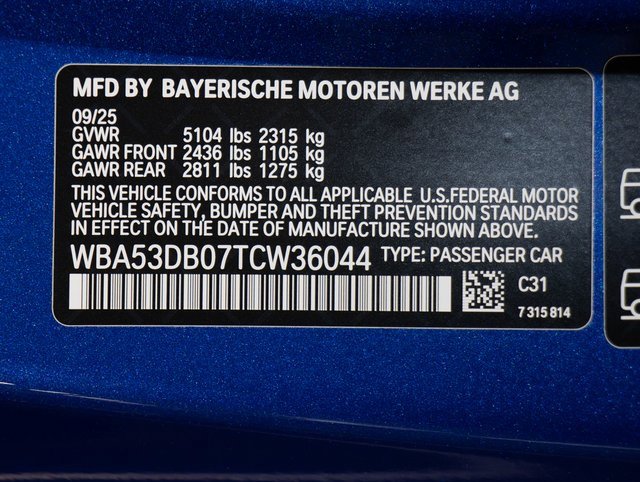 MFD BY BAYERISCHE MOTOREN WERKE AG
09/25
GVWR 5104 lbs 2315 kg
GAWR FRONT 2436 lbs 1105 kg
GAWR REAR 2811 lbs 1275 kg
THIS VEHICLE CONFORMS TO ALL APPLICABLE U.S.FEDERAL MOTOR
VEHICLE SAFETY, BUMPER AND THEFT PREVENTION STANDARDS
IN EFFECT ON THE DATE OF MANUFACTURE SHOWN ABOVE.
WBA53DB07TCW36044 TYPE: PASSENGER CAR
C31
7 315 814